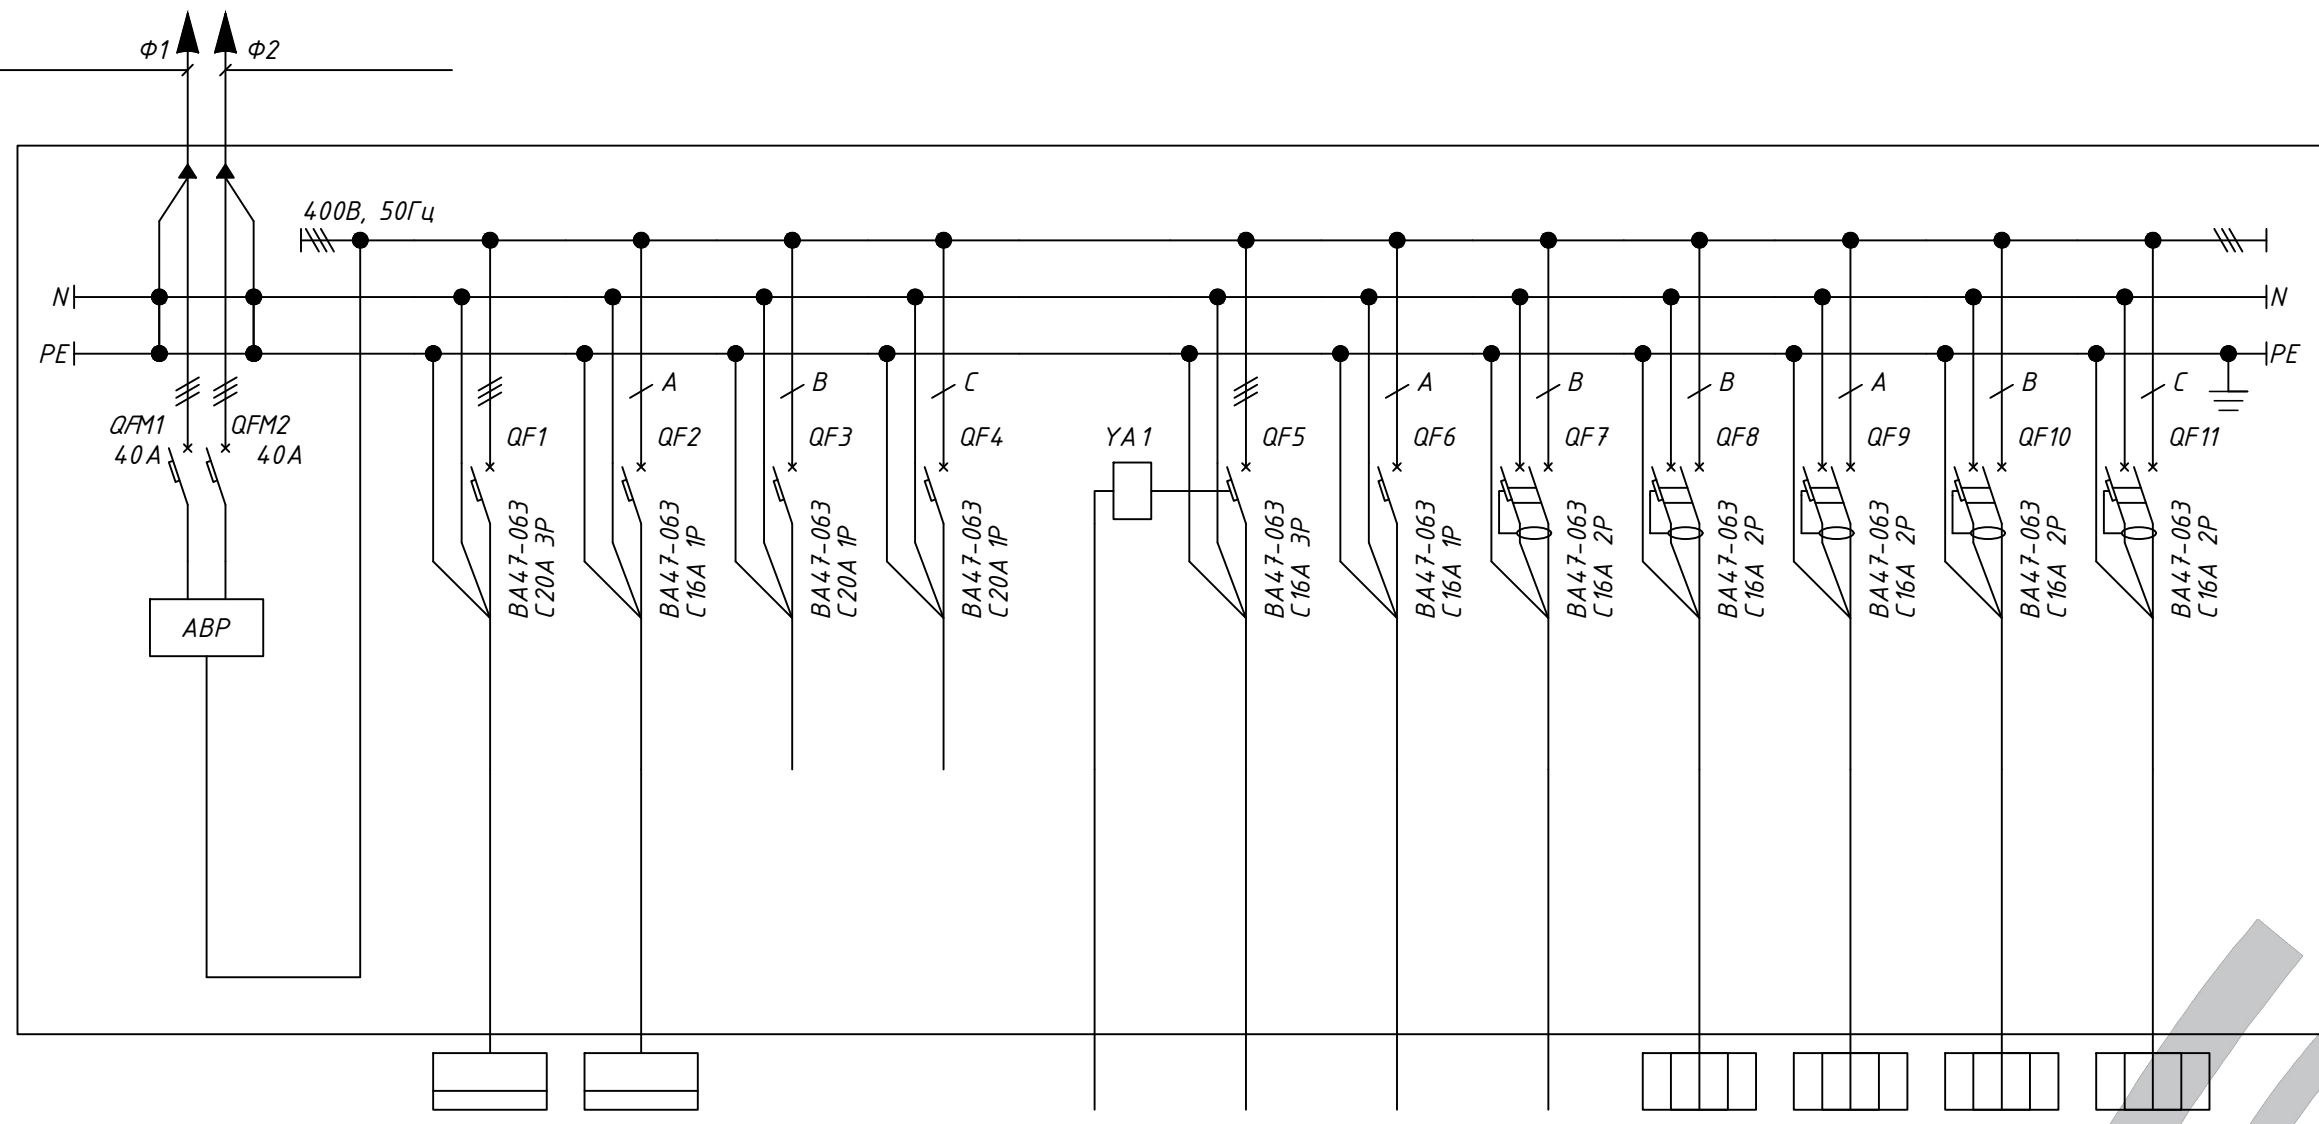 Ф1
Ф2
400В, 50Гц
N
N
PE
PE
A
B
C
A
B
B
A
B
C
QFM1
40А
QFM2
40А
QF1
QF2
QF3
QF4
YA1
QF5
QF6
QF7
QF8
QF9
QF10
QF11
ВА47-063
С20А 3Р
ВА47-063
С16А 1Р
ВА47-063
С20А 1Р
ВА47-063
С20А 1Р
ВА47-063
С16А 3Р
ВА47-063
С16А 1Р
ВА47-063
С16А 2Р
ВА47-063
С16А 2Р
ВА47-063
С16А 2Р
ВА47-063
С16А 2Р
ВА47-063
С16А 2Р
АВР